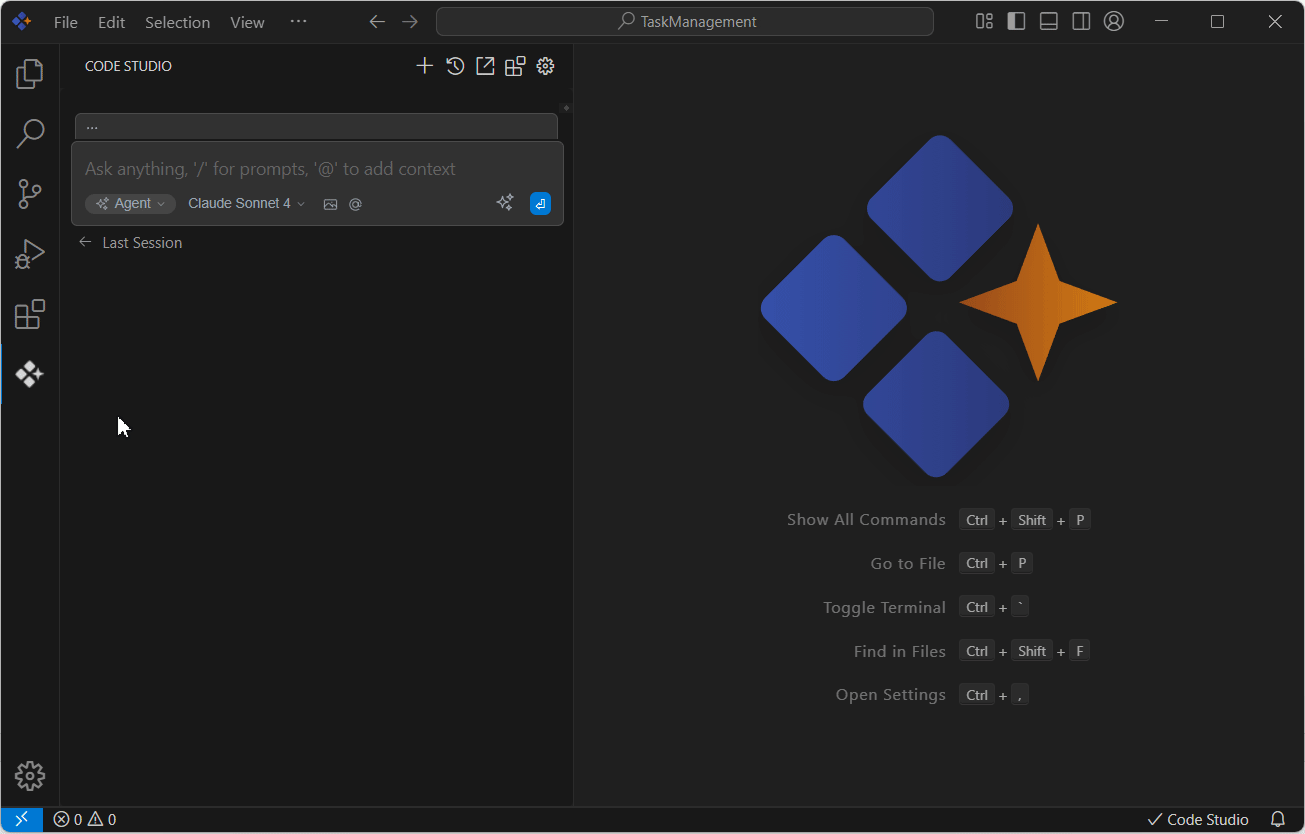 File Edit Selection View ··· TaskManagement
CODE STUDIO
...
Ask anything, '/' for prompts, '@' to add context
Agent Claude Sonnet 4 @
Last Session
Show All Commands Ctrl + Shift + P
Go to File Ctrl + P
Toggle Terminal Ctrl + `
Find in Files Ctrl + Shift + F
Open Settings Ctrl + ,
0 0 Code Studio